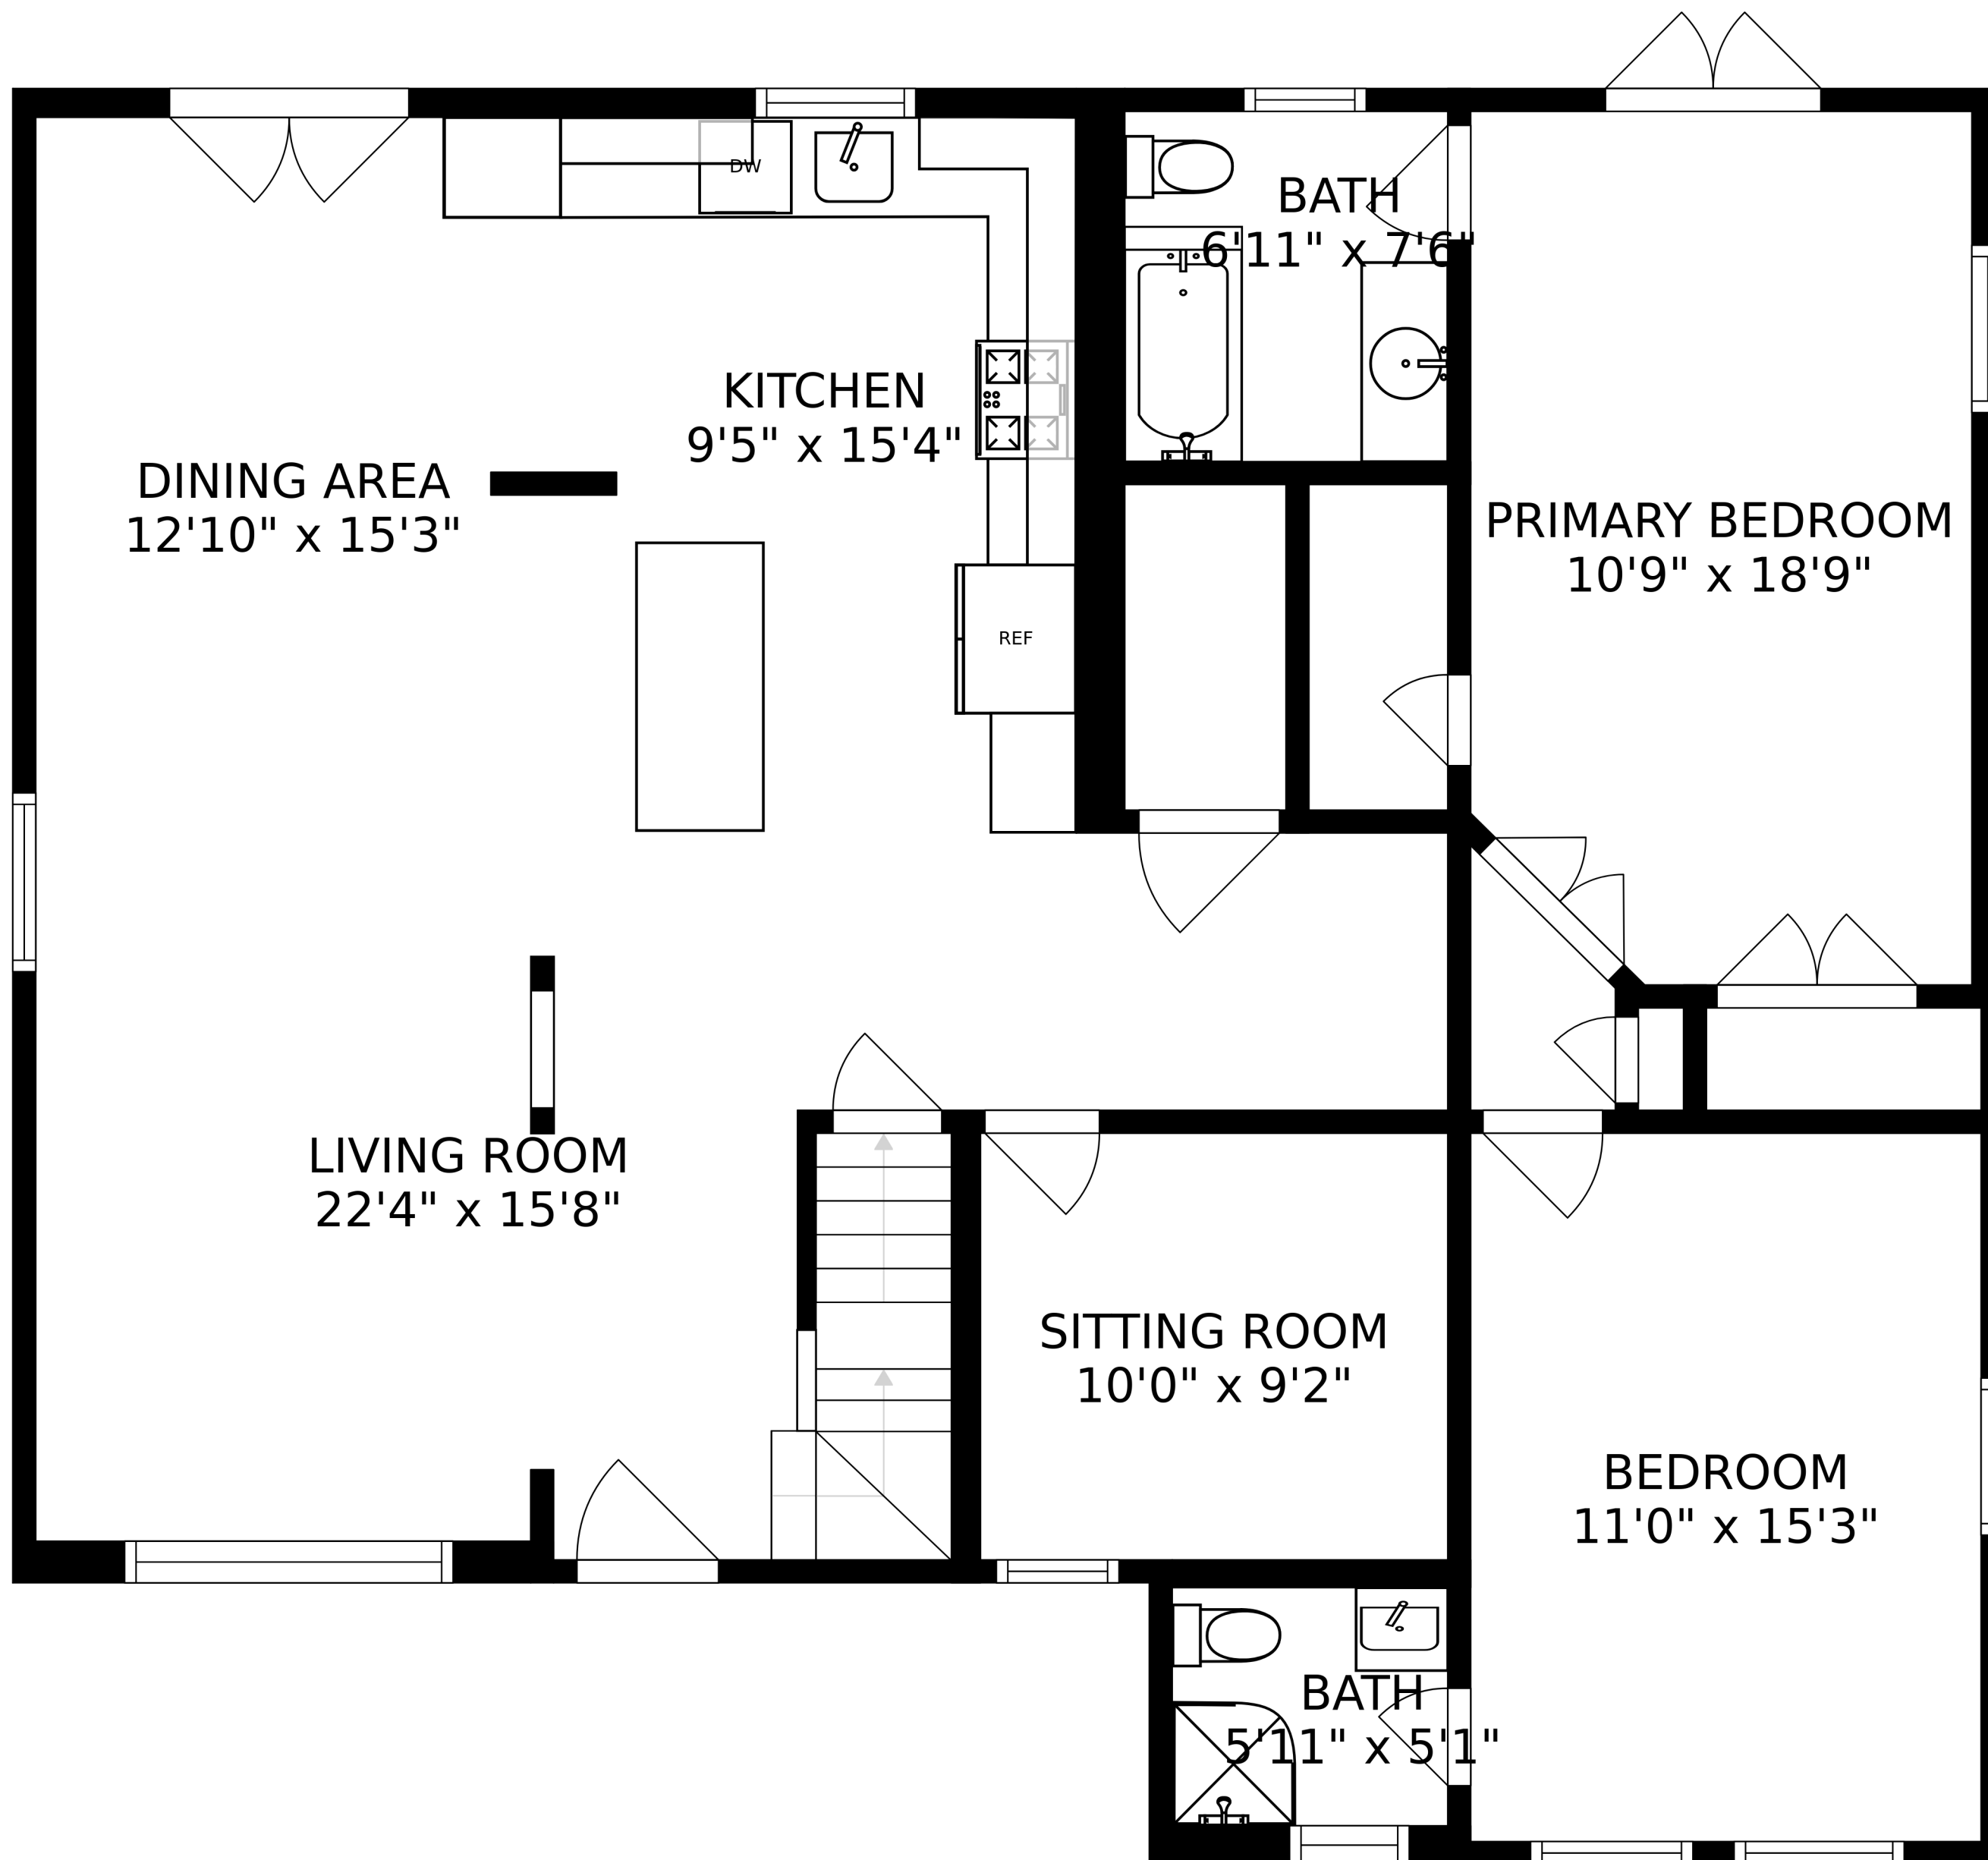 DW
BATH
6'11" x 7'6"
KITCHEN
9'5" x 15'4"
DINING AREA
12'10" x 15'3"
PRIMARY BEDROOM
10'9" x 18'9"
REF
LIVING ROOM
22'4" x 15'8"
SITTING ROOM
10'0" x 9'2"
BEDROOM
11'0" x 15'3"
BATH
5'11" x 5'1"